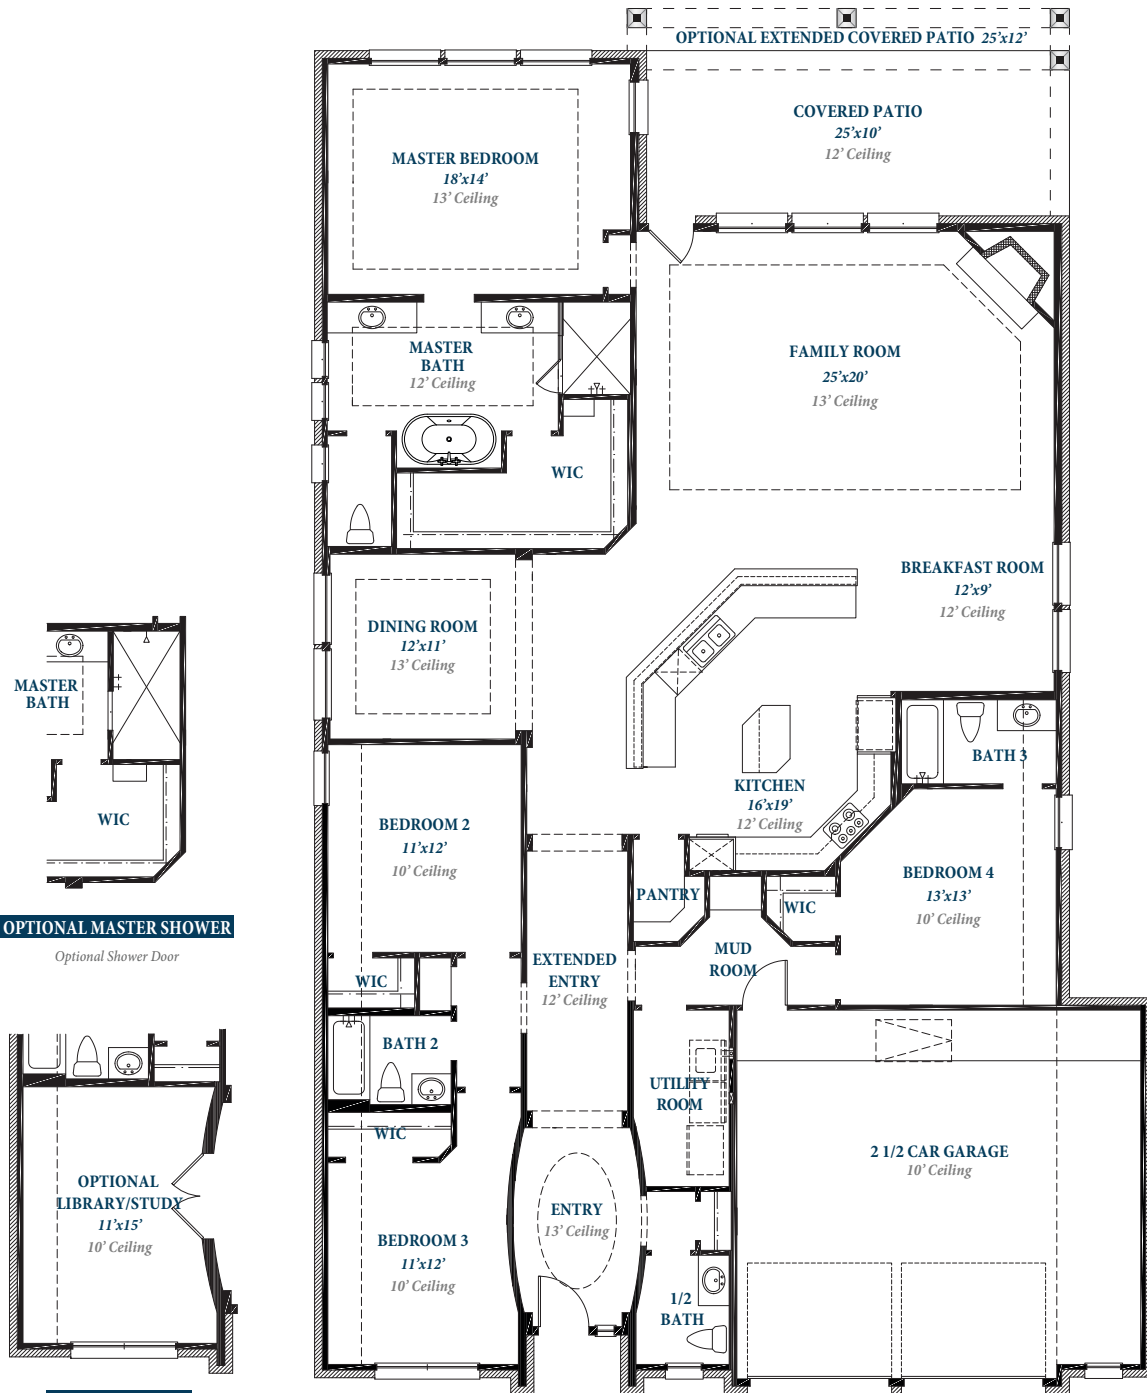 OPTIONAL EXTENDED COVERED PATIO 25'x12'
COVERED PATIO
25'x10'
12' Ceiling
MASTER BEDROOM
18'x14'
13' Ceiling
MASTER
BATH
12' Ceiling
FAMILY ROOM
25'x20'
13' Ceiling
WIC
BREAKFAST ROOM
12'x9'
12' Ceiling
DINING ROOM
12'x11'
13' Ceiling
MASTER
BATH
WIC
OPTIONAL MASTER SHOWER
Optional Shower Door
BATH 3
KITCHEN
16'x19'
12' Ceiling
BEDROOM 2
11'x12'
10' Ceiling
BEDROOM 4
13'x13'
10' Ceiling
PANTRY
WIC
MUD
ROOM
EXTENDED
ENTRY
12' Ceiling
WIC
BATH 2
UTILITY
ROOM
WIC
2 1/2 CAR GARAGE
10' Ceiling
OPTIONAL
LIBRARY/STUDY
11'x15'
10' Ceiling
ENTRY
13' Ceiling
BEDROOM 3
11'x12'
10' Ceiling
1/2
BATH